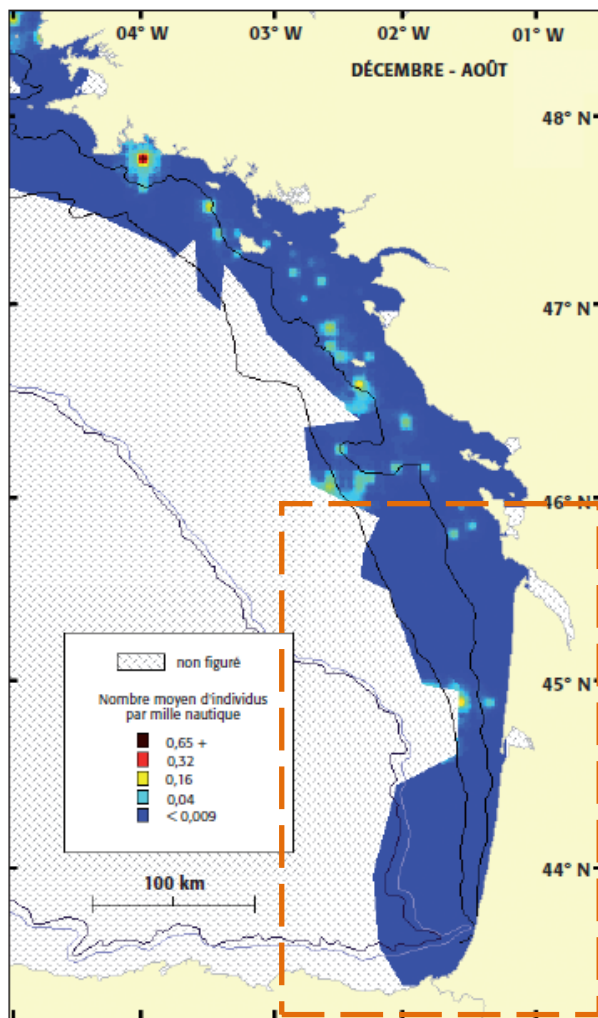 04° W 03° W 02° W 01° W
DÉCEMBRE - AOÛT
48° N
47° N
46° N
45° N
44° N
non figuré
Nombre moyen d'individus
par mille nautique
0,65 +
0,32
0,16
0,04
< 0,009
100 km